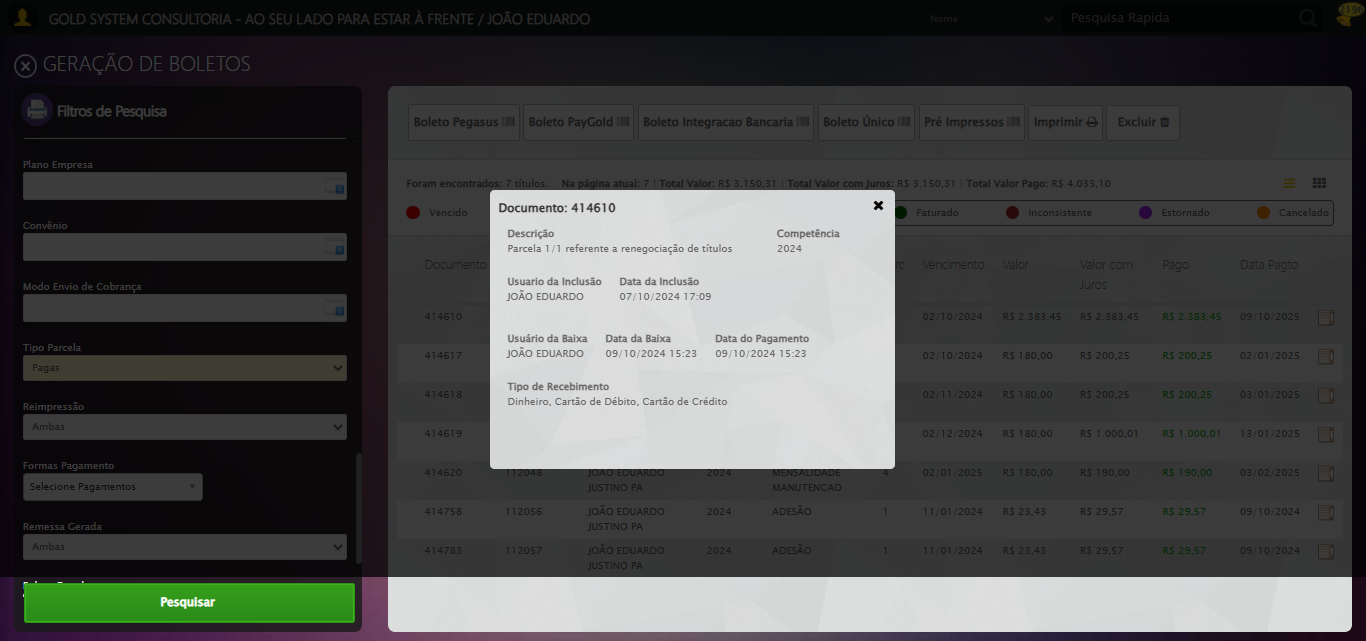 GOLD SYSTEM CONSULTORIA - AO SEU LADO PARA ESTAR À FRENTE / JOÃO EDUARDO
Nome
Pesquisa Rapida
GERAÇÃO DE BOLETOS
Filtros de Pesquisa
Plano Empresa
Convênio
Modo Envio de Cobrança
Tipo Parcela
Pagas
Reimpressão
Ambas
Formas Pagamento
Selecione Pagamentos
Remessa Gerada
Ambas
Pesquisar
Boleto Pegasus Boleto PayGold Boleto Integracao Bancaria Boleto Único Pré Impressos Imprimir Excluir
Foram encontrados: 7 títulos. Na página atual: 7 | Total Valor: R$ 3.150,31 | Total Valor com Juros: R$ 3.150,31 | Total Valor Pago: R$ 4.033,10
Vencido Faturado Inconsistente Estornado Cancelado
Documento rc Vencimento Valor Valor com Pago Data Pagto
Juros
414610 02/10/2024 R$ 2.383,45 R$ 2.383,45 R$ 2.383,45 09/10/2025
414617 02/10/2024 R$ 180,00 R$ 200,25 R$ 200,25 02/01/2025
414618 02/11/2024 R$ 180,00 R$ 200,25 R$ 200,25 03/01/2025
414619 02/12/2024 R$ 180,00 R$ 1.000,01 R$ 1.000,01 13/01/2025
414620 112048 JOÃO EDUARDO 2024 MENSALIDADE 4 02/01/2025 R$ 180,00 R$ 190,00 R$ 190,00 03/02/2025
JUSTINO PA MANUTENCAO
414758 112056 JOÃO EDUARDO 2024 ADESÃO 1 11/01/2024 R$ 23,43 R$ 29,57 R$ 29,57 09/10/2024
JUSTINO PA
414783 112057 JOÃO EDUARDO 2024 ADESÃO 1 11/01/2024 R$ 23,43 R$ 29,57 R$ 29,57 09/10/2024
JUSTINO PA
Documento: 414610
Descrição Competência
Parcela 1/1 referente a renegociação de títulos 2024
Usuario da Inclusão Data da Inclusão
JOÃO EDUARDO 07/10/2024 17:09
Usuário da Baixa Data da Baixa Data do Pagamento
JOÃO EDUARDO 09/10/2024 15:23 09/10/2024 15:23
Tipo de Recebimento
Dinheiro, Cartão de Débito, Cartão de Crédito